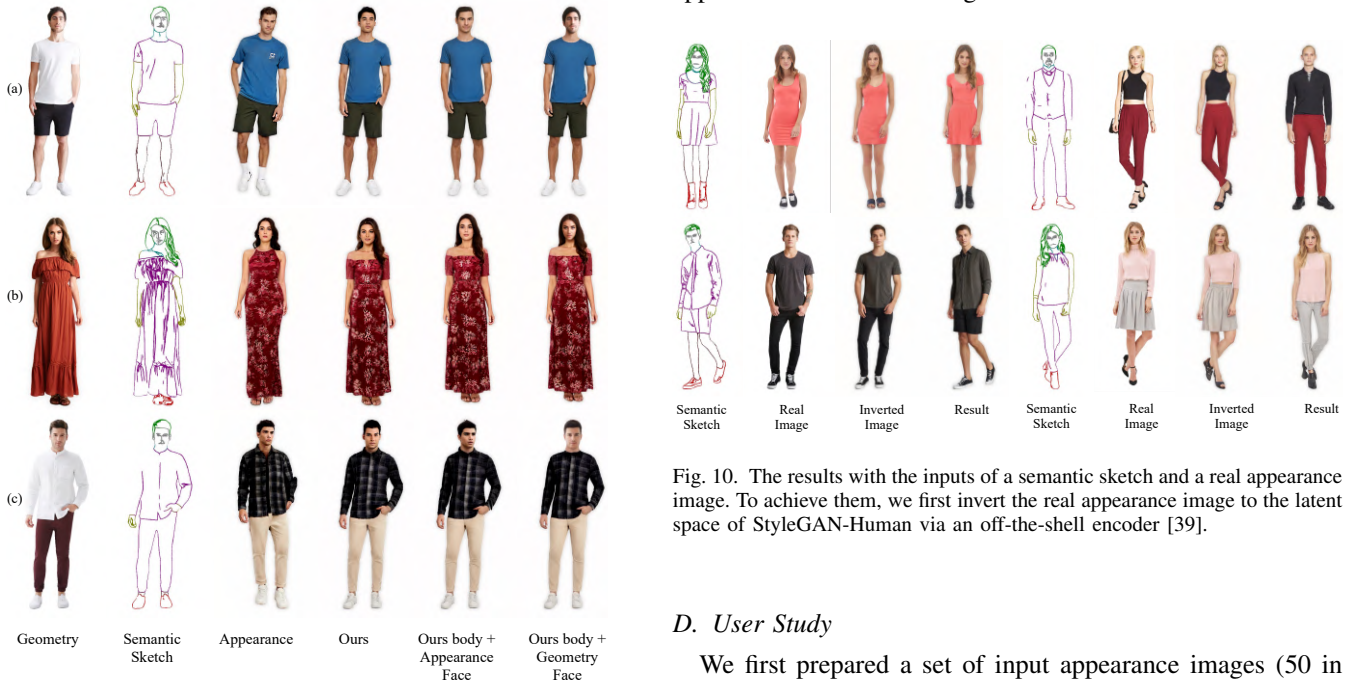 (a)
(b)
(c)
Geometry
Semantic
Sketch
Appearance
Ours
Ours body +
Appearance
Face
Ours body +
Geometry
Face
Semantic
Sketch
Real
Image
Inverted
Image
Result
Semantic
Sketch
Real
Image
Inverted
Image
Result
Fig. 10. The results with the inputs of a semantic sketch and a real appearance
image. To achieve them, we first invert the real appearance image to the latent
space of StyleGAN-Human via an off-the-shell encoder [39].
D. User Study
We first prepared a set of input appearance images (50 in